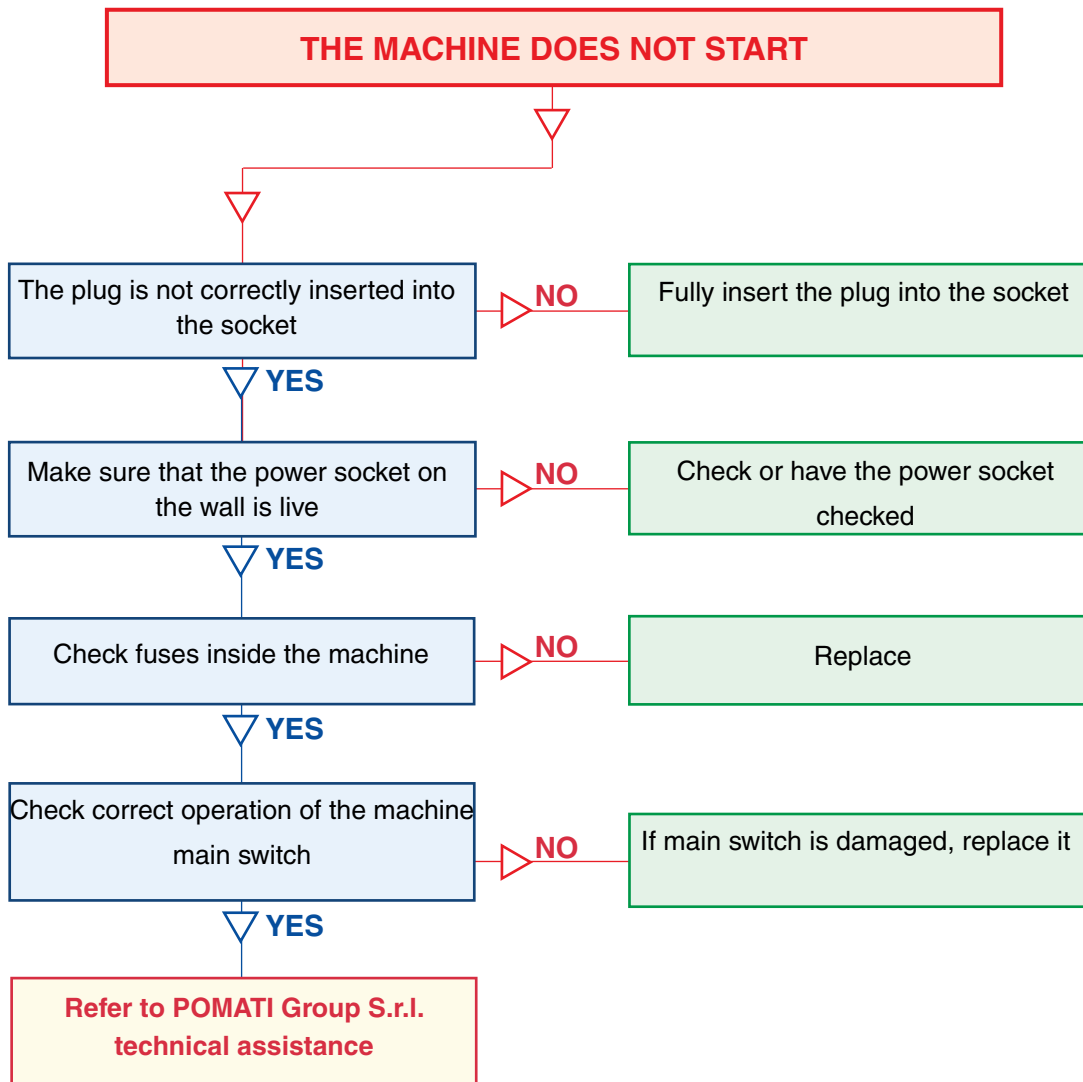 THE MACHINE DOES NOT START
The plug is not correctly inserted into
the socket
NO
Fully insert the plug into the socket
YES
Make sure that the power socket on
the wall is live
NO
Check or have the power socket
checked
YES
Check fuses inside the machine
NO
Replace
YES
Check correct operation of the machine
main switch
NO
If main switch is damaged, replace it
YES
Refer to POMATI Group S.r.l.
technical assistance